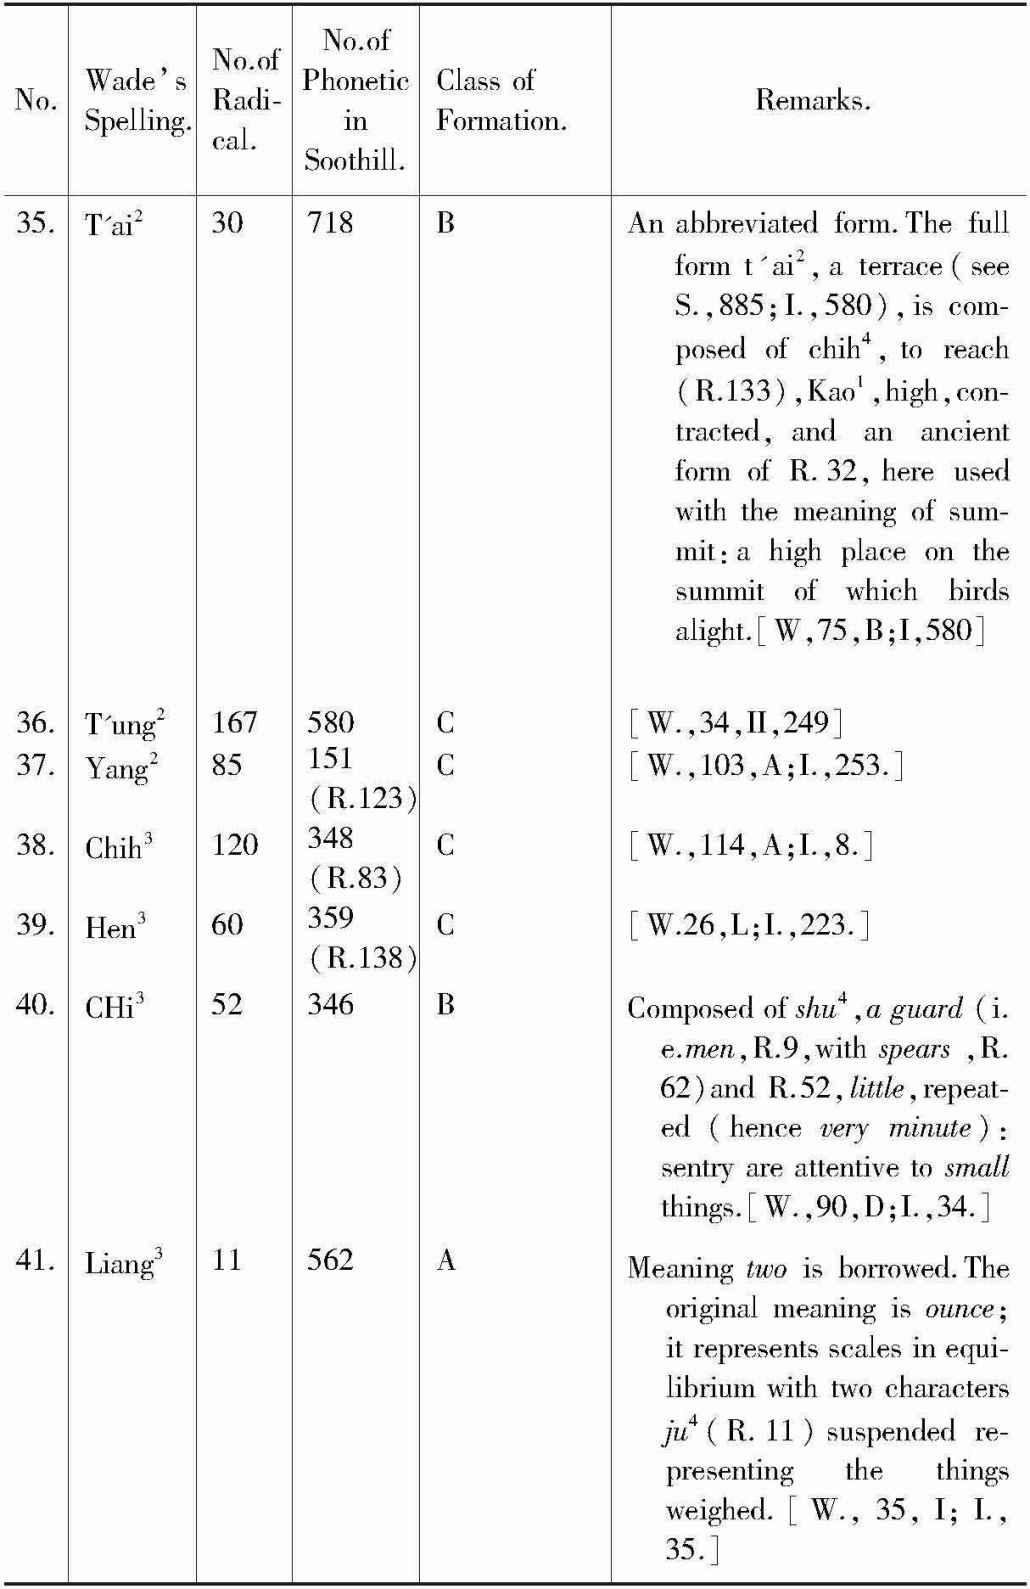 No. Wade's Spelling. No.of Radi-cal. No.of Phonetic in Soothill. Class of Formation. Remarks.
35. T´ai² 30 718 B An abbreviated form. The full
form t´ai², a terrace ( see
S.,885;I.,580), is com-
posed of chih⁴, to reach
(R.133), Kao¹, high, con-
tracted, and an ancient
form of R. 32, here used
with the meaning of sum-
mit: a high place on the
summit of which birds
alight.[ W,75,B;I,580]
36. T´ung² 167 580 C [ W.,34,II,249]
37. Yang² 85 151 C [ W.,103,A;I.,253.]
(R.123)
38. Chih³ 120 348 C [ W.,114,A;I.,8.]
(R.83)
39. Hen³ 60 359 C [ W.26,L;I.,223.]
(R.138)
40. CHi³ 52 346 B Composed of shu⁴, a guard (i.
e.men, R.9, with spears , R.
62) and R.52, little, repeat-
ed ( hence very minute ) :
sentry are attentive to small
things.[ W.,90,D;I.,34.]
41. Liang³ 11 562 A Meaning two is borrowed. The
original meaning is ounce;
it represents scales in equi-
librium with two characters
ju⁴ ( R. 11 ) suspended re-
presenting the things
weighed. [ W., 35, I; I.,
35.]